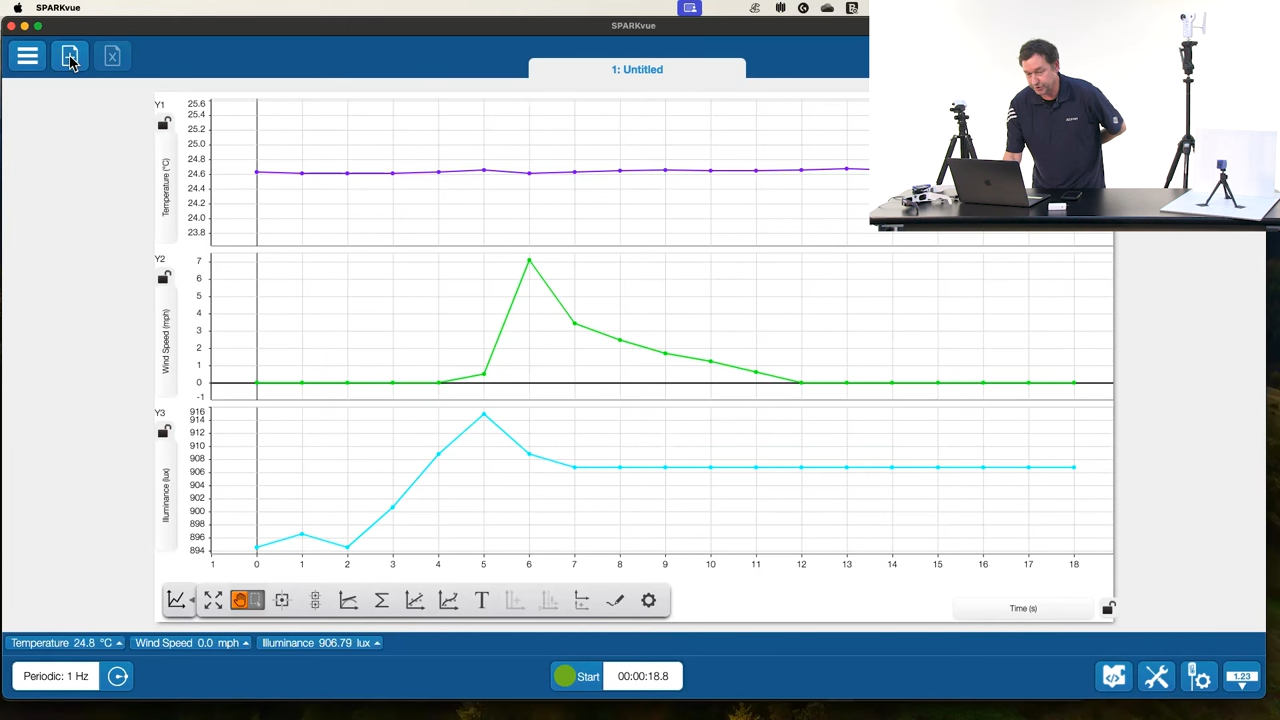 SPARKvue
SPARKvue
1: Untitled
Y1
25.6
25.4
25.2
25.0
24.8
24.6
24.4
24.2
24.0
23.8
Temperature (°C)
Y2
7
6
5
4
3
2
1
0
-1
Wind Speed (mph)
Y3
916
914
912
910
908
906
904
902
900
898
896
894
Illuminance (lux)
1 0 1 2 3 4 5 6 7 8 9 10 11 12 13 14 15 16 17 18
Time (s)
Temperature 24.8 °C Wind Speed 0.0 mph Illuminance 906.79 lux
Periodic: 1 Hz
Start 00:00:18.8
1.23